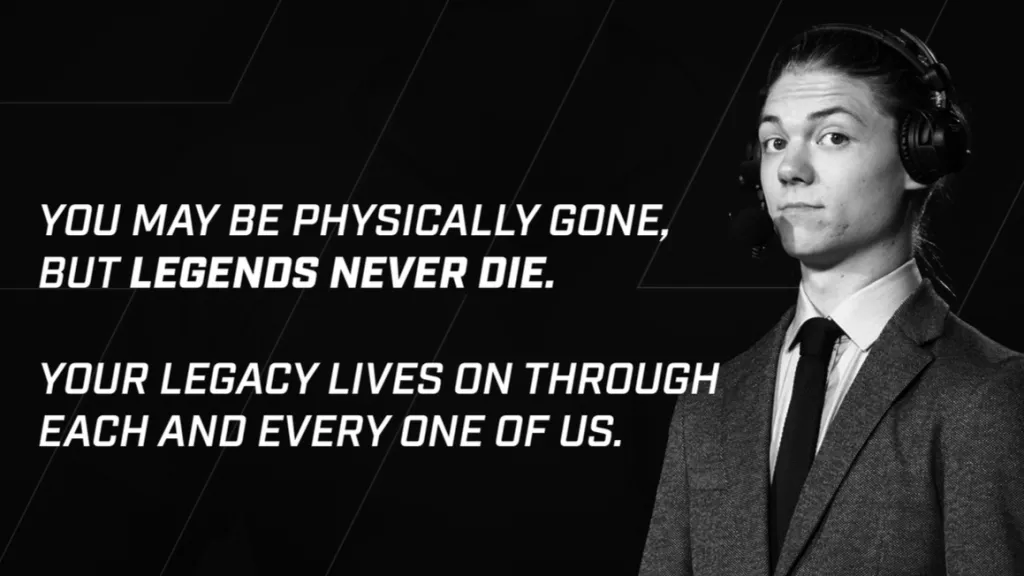 YOU MAY BE PHYSICALLY GONE,
BUT LEGENDS NEVER DIE.
YOUR LEGACY LIVES ON THROUGH
EACH AND EVERY ONE OF US.